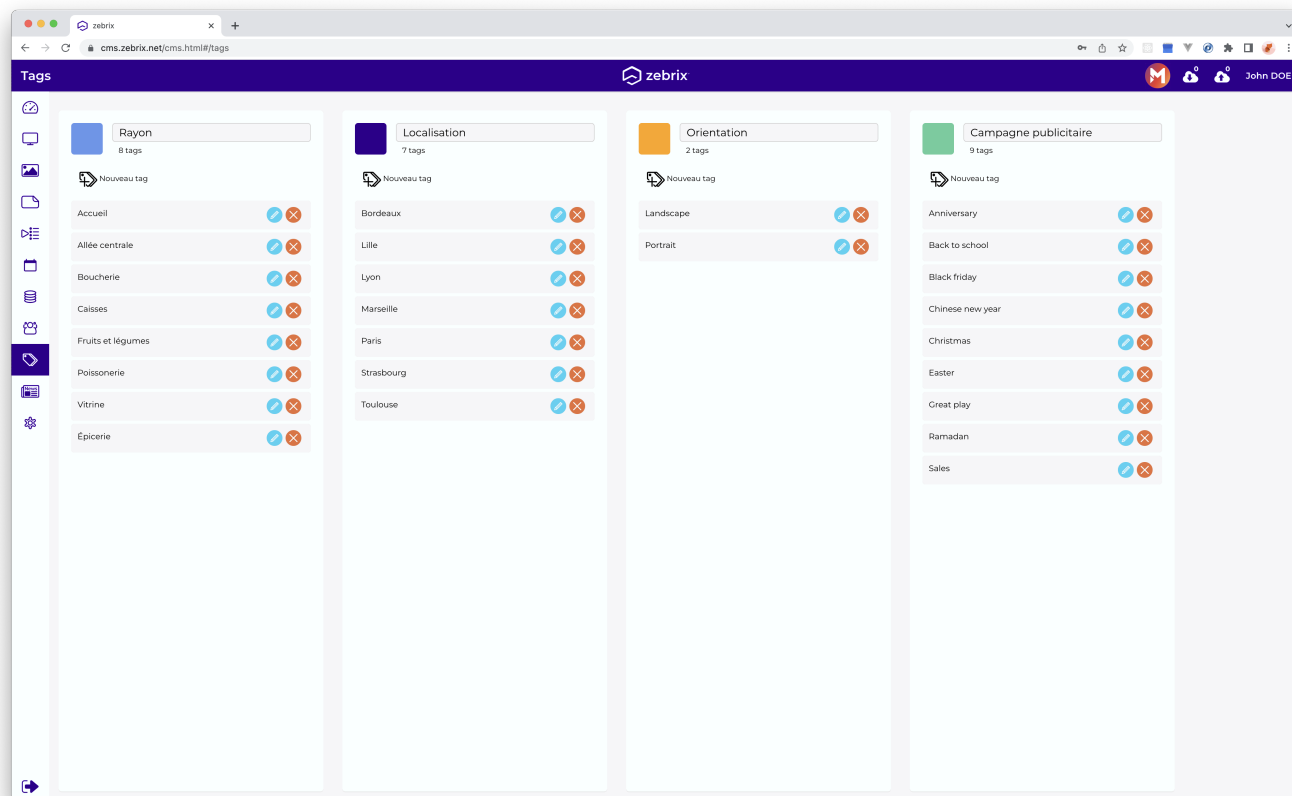 zebrix
cms.zebrix.net/cms.html#/tags
Tags
zebrix
0
0
John DOE
Rayon
8 tags
Nouveau tag
Accueil
Allée centrale
Boucherie
Caisses
Fruits et légumes
Poissonerie
Vitrine
Épicerie
Localisation
7 tags
Nouveau tag
Bordeaux
Lille
Lyon
Marseille
Paris
Strasbourg
Toulouse
Orientation
2 tags
Nouveau tag
Landscape
Portrait
Campagne publicitaire
9 tags
Nouveau tag
Anniversary
Back to school
Black friday
Chinese new year
Christmas
Easter
Great play
Ramadan
Sales
News